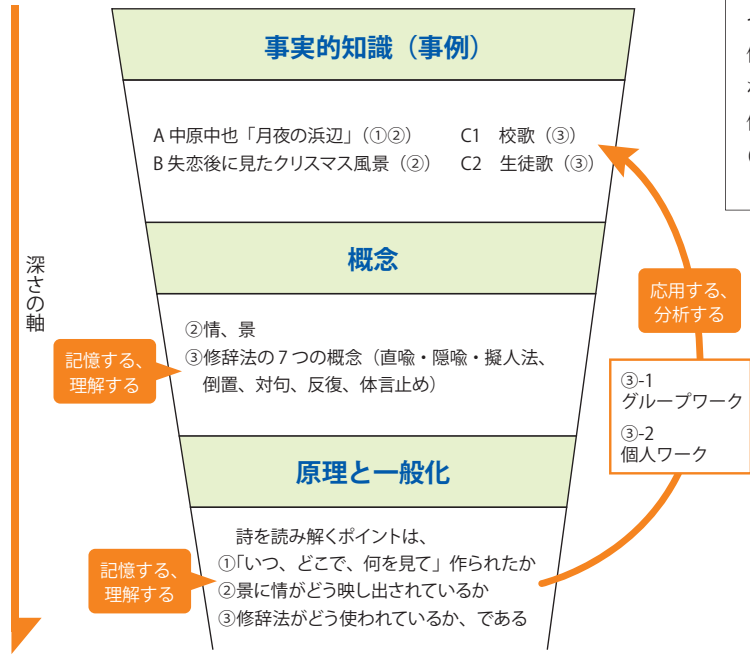 事実的知識（事例）
A 中原中也「月夜の浜辺」（①②）
B 失恋後に見たクリスマス風景（②）
C1　校歌（③）
C2　生徒歌（③）
深さの軸
概念
②情、景
③修辞法の７つの概念（直喩・隠喩・擬人法、
倒置、対句、反復、体言止め）
記憶する、
理解する
応用する、
分析する
③-1
グループワーク
③-2
個人ワーク
原理と一般化
詩を読み解くポイントは、
①「いつ、どこで、何を見て」作られたか
②景に情がどう映し出されているか
③修辞法がどう使われているか、である
記憶する、
理解する